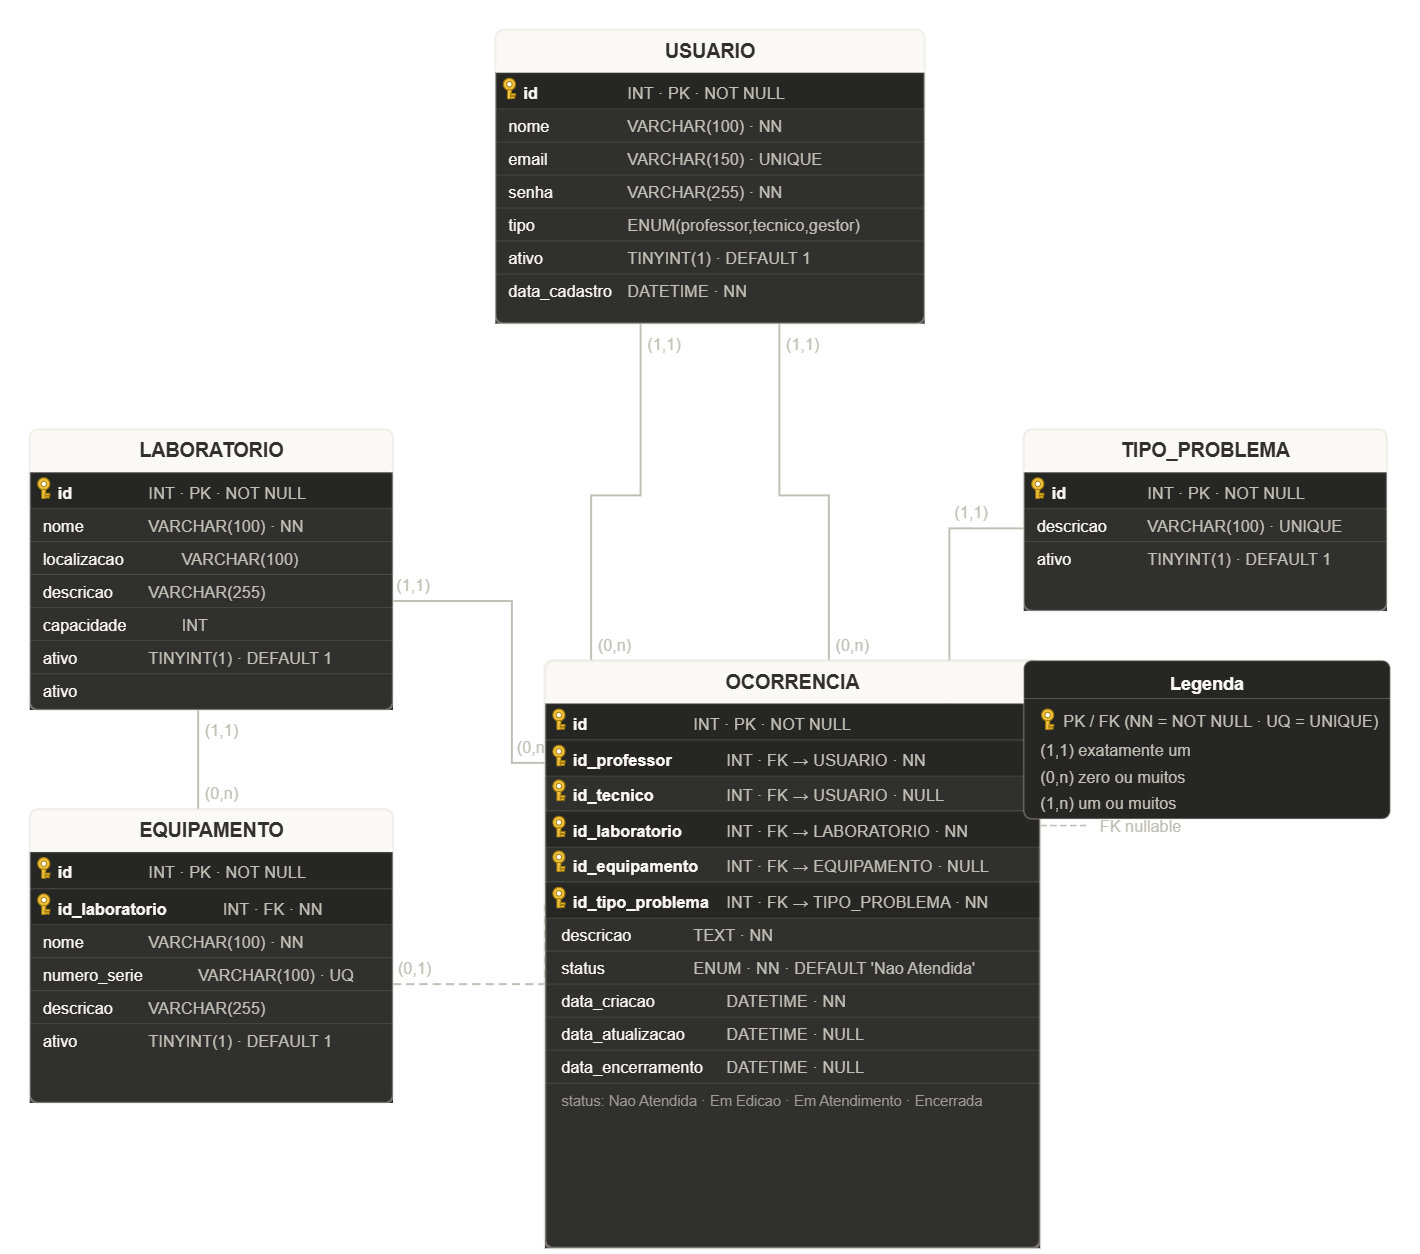 USUARIO
id INT · PK · NOT NULL
nome VARCHAR(100) · NN
email VARCHAR(150) · UNIQUE
senha VARCHAR(255) · NN
tipo ENUM(professor,tecnico,gestor)
ativo TINYINT(1) · DEFAULT 1
data_cadastro DATETIME · NN
(1,1) (1,1)
LABORATORIO
id INT · PK · NOT NULL
nome VARCHAR(100) · NN
localizacao VARCHAR(100)
descricao VARCHAR(255)
capacidade INT
ativo TINYINT(1) · DEFAULT 1
ativo
(1,1)
TIPO_PROBLEMA
id INT · PK · NOT NULL
descricao VARCHAR(100) · UNIQUE
ativo TINYINT(1) · DEFAULT 1
(1,1)
(0,n) (0,n)
(1,1)
(0,n)
(0,n
EQUIPAMENTO
id INT · PK · NOT NULL
id_laboratorio INT · FK · NN
nome VARCHAR(100) · NN
numero_serie VARCHAR(100) · UQ
descricao VARCHAR(255)
ativo TINYINT(1) · DEFAULT 1
(0,1)
OCORRENCIA
id INT · PK · NOT NULL
id_professor INT · FK → USUARIO · NN
id_tecnico INT · FK → USUARIO · NULL
id_laboratorio INT · FK → LABORATORIO · NN
id_equipamento INT · FK → EQUIPAMENTO · NULL
id_tipo_problema INT · FK → TIPO_PROBLEMA · NN
descricao TEXT · NN
status ENUM · NN · DEFAULT 'Nao Atendida'
data_criacao DATETIME · NN
data_atualizacao DATETIME · NULL
data_encerramento DATETIME · NULL
status: Nao Atendida · Em Edicao · Em Atendimento · Encerrada
Legenda
PK / FK (NN = NOT NULL · UQ = UNIQUE)
(1,1) exatamente um
(0,n) zero ou muitos
(1,n) um ou muitos
FK nullable